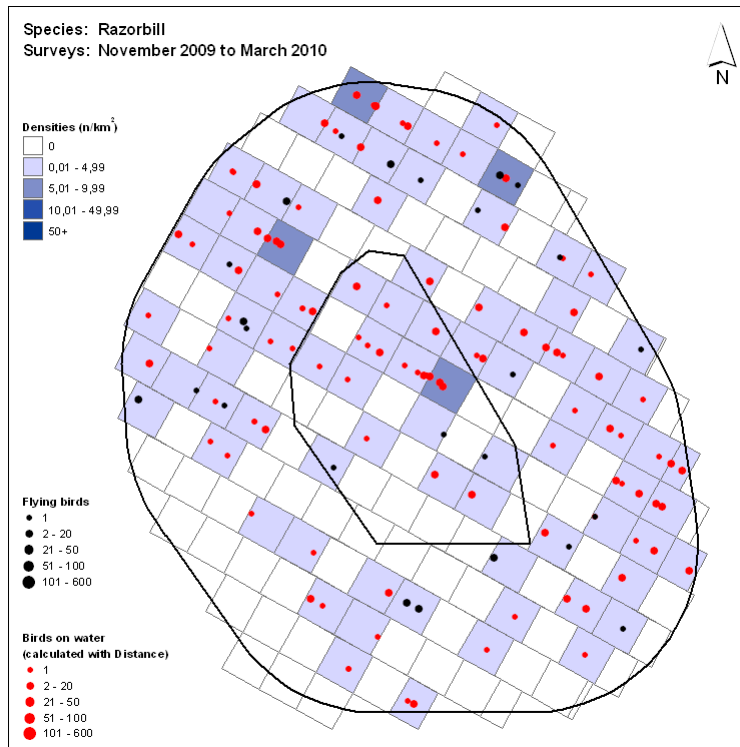 Species: Razorbill
Surveys: November 2009 to March 2010
N
Densities (n/km²)
0
0,01 - 4,99
5,01 - 9,99
10,01 - 49,99
50+
Flying birds
1
2 - 20
21 - 50
51 - 100
101 - 600
Birds on water
(calculated with Distance)
1
2 - 20
21 - 50
51 - 100
101 - 600